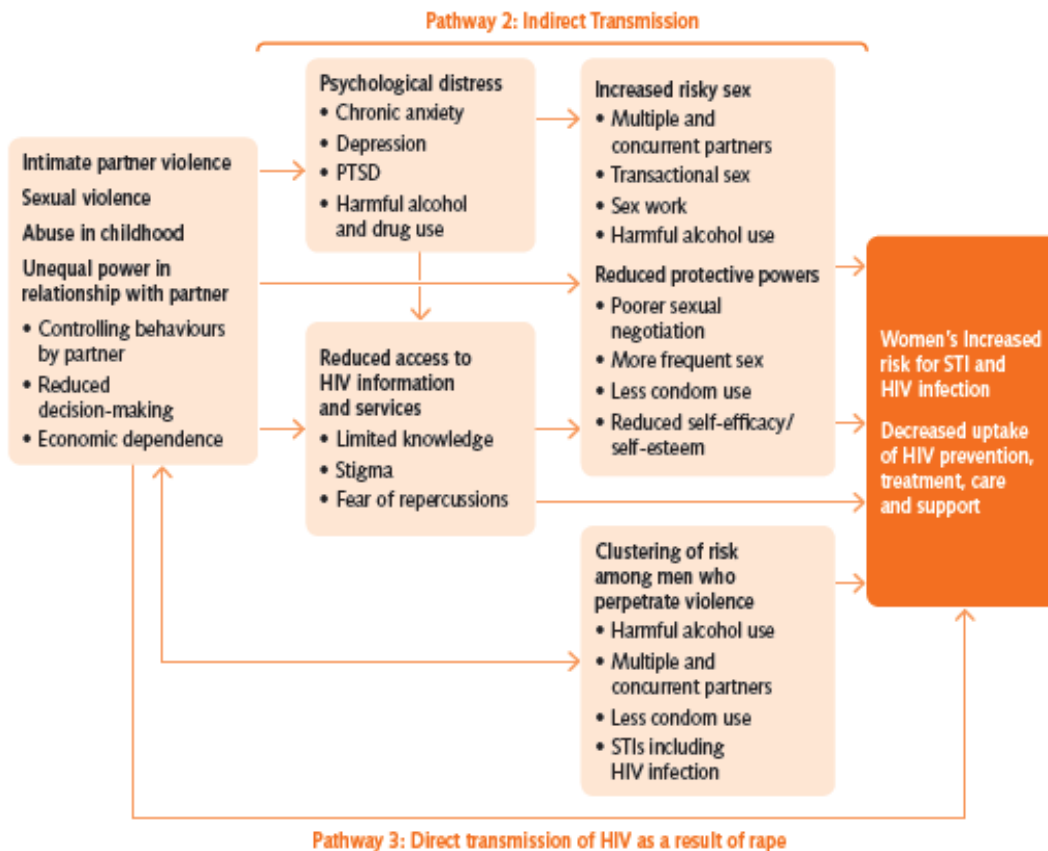 Pathway 2: Indirect Transmission
Intimate partner violence
Sexual violence
Abuse in childhood
Unequal power in
relationship with partner
• Controlling behaviours
by partner
• Reduced
decision-making
• Economic dependence
Psychological distress
• Chronic anxiety
• Depression
• PTSD
• Harmful alcohol
and drug use
Reduced access to
HIV information
and services
• Limited knowledge
• Stigma
• Fear of repercussions
Increased risky sex
• Multiple and
concurrent partners
• Transactional sex
• Sex work
• Harmful alcohol use
Reduced protective powers
• Poorer sexual
negotiation
• More frequent sex
• Less condom use
• Reduced self-efficacy/
self-esteem
Clustering of risk
among men who
perpetrate violence
• Harmful alcohol use
• Multiple and
concurrent partners
• Less condom use
• STIs including
HIV infection
Women's Increased
risk for STI and
HIV infection
Decreased uptake
of HIV prevention,
treatment, care
and support
Pathway 3: Direct transmission of HIV as a result of rape